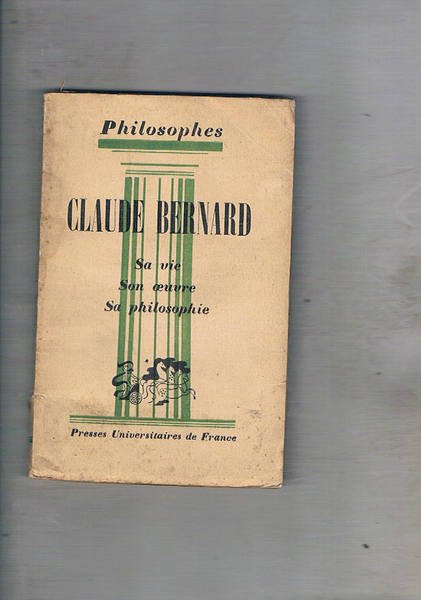 Philosophes
CLAUDE BERNARD
Sa vie
Son œuvre
Sa philosophie
Presses Universitaires de France